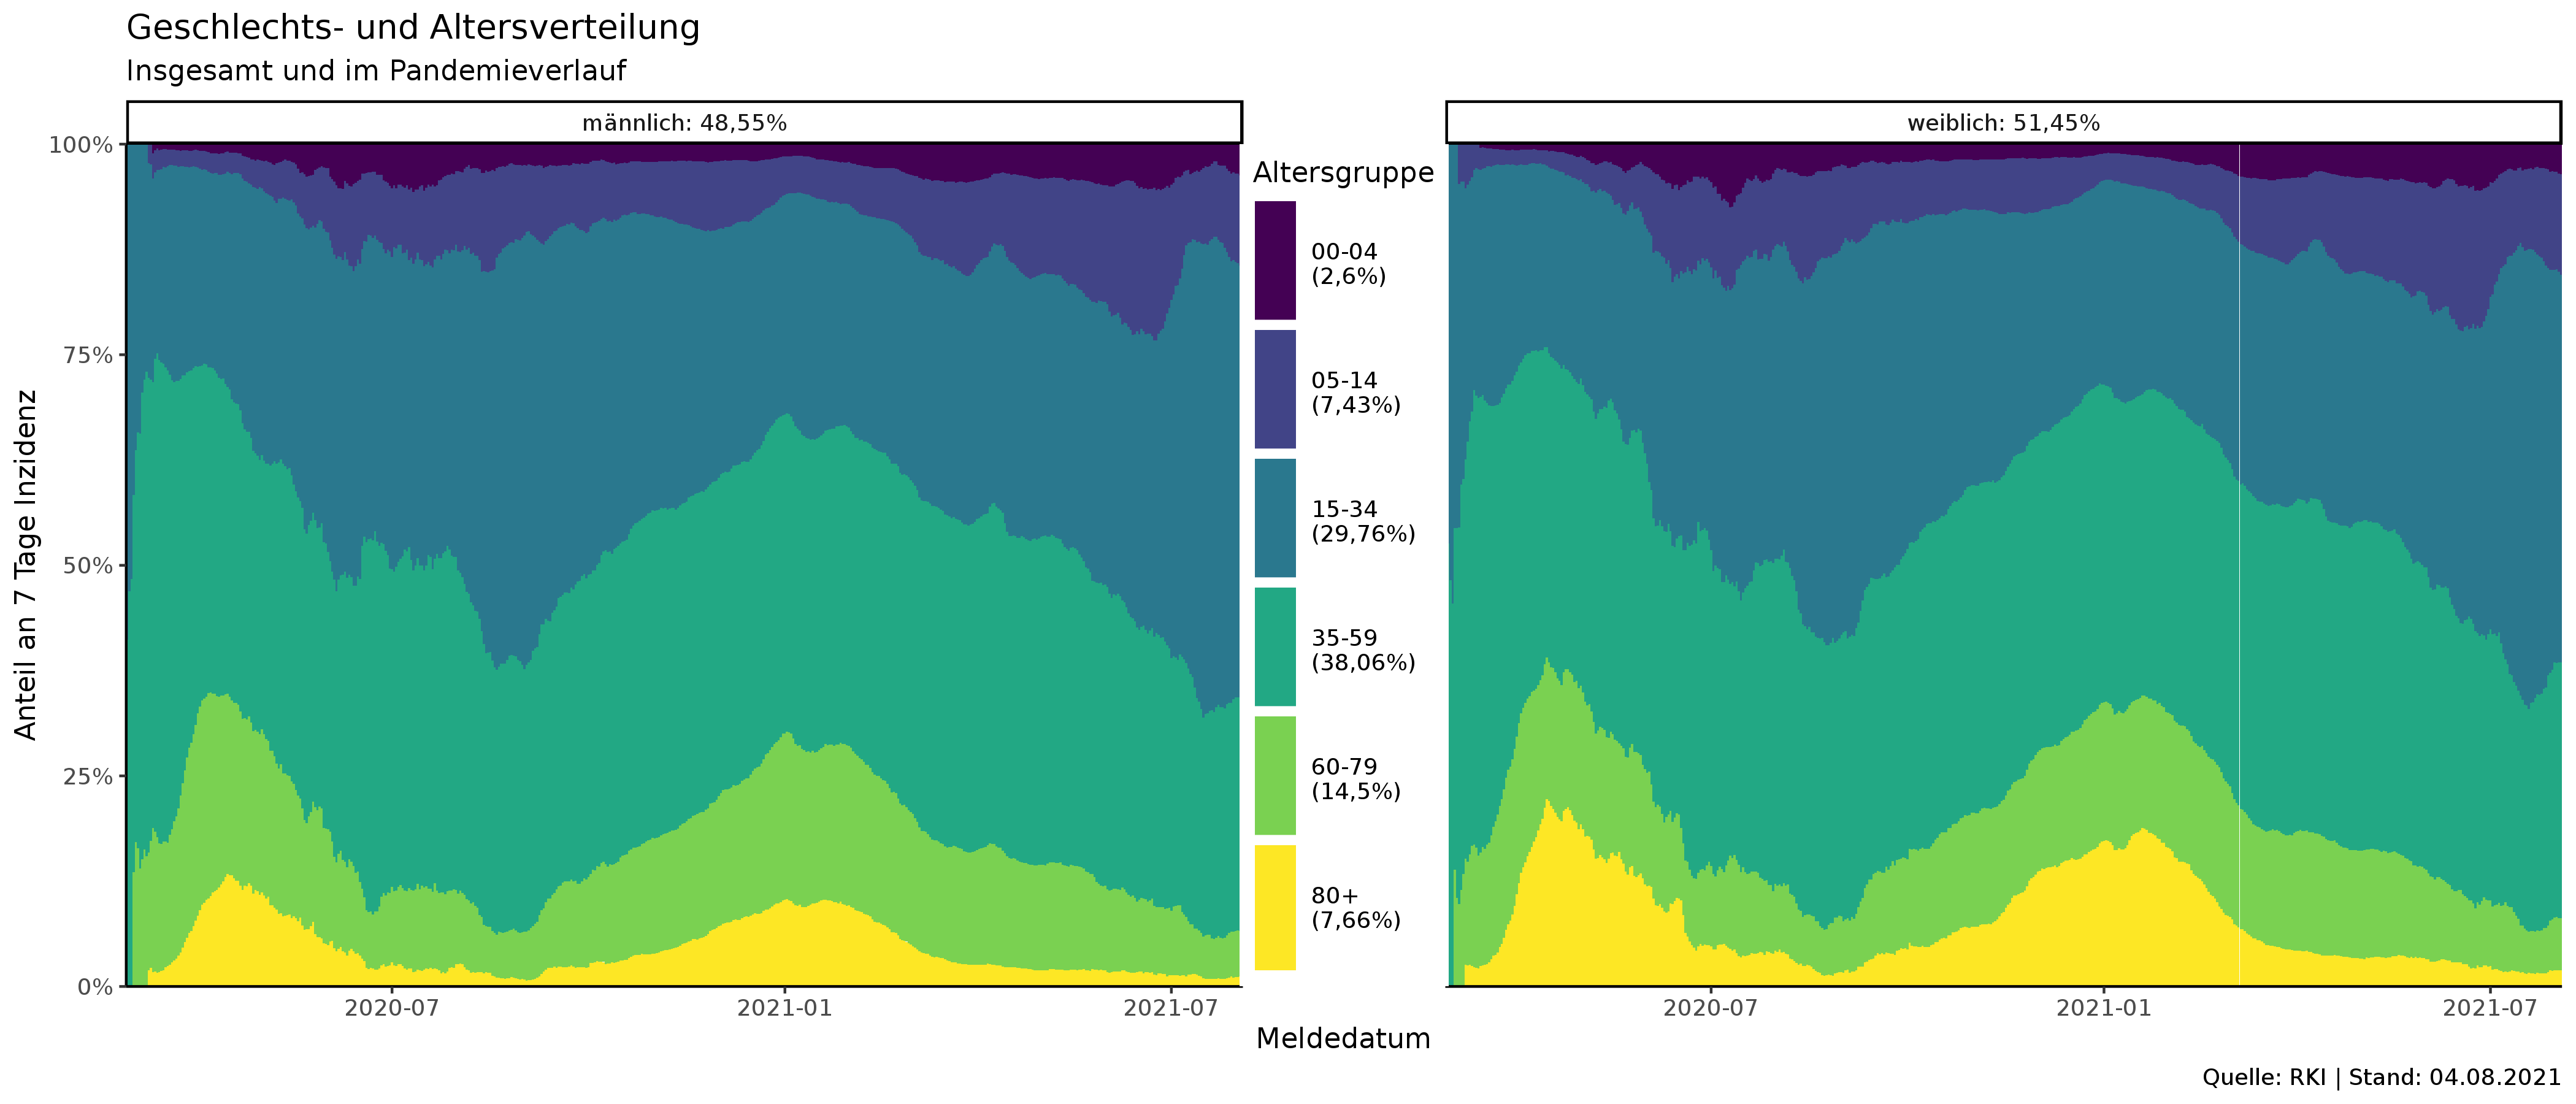 Geschlechts- und Altersverteilung
Insgesamt und im Pandemieverlauf
männlich: 48,55%
weiblich: 51,45%
Anteil an 7 Tage Inzidenz
100%
75%
50%
25%
0%
2020-07
2021-01
2021-07
Altersgruppe
00-04
(2,6%)
05-14
(7,43%)
15-34
(29,76%)
35-59
(38,06%)
60-79
(14,5%)
80+
(7,66%)
2020-07
2021-01
2021-07
Meldedatum
Quelle: RKI | Stand: 04.08.2021